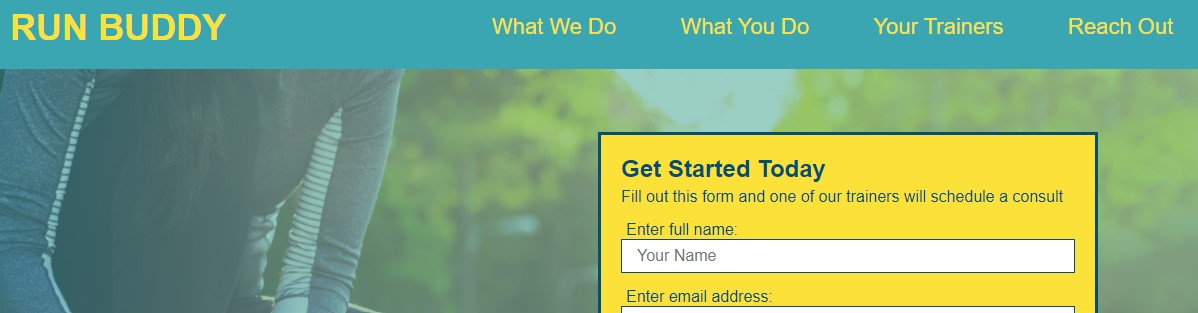 RUN BUDDY
What We Do
What You Do
Your Trainers
Reach Out
Get Started Today
Fill out this form and one of our trainers will schedule a consult
Enter full name:
Your Name
Enter email address: